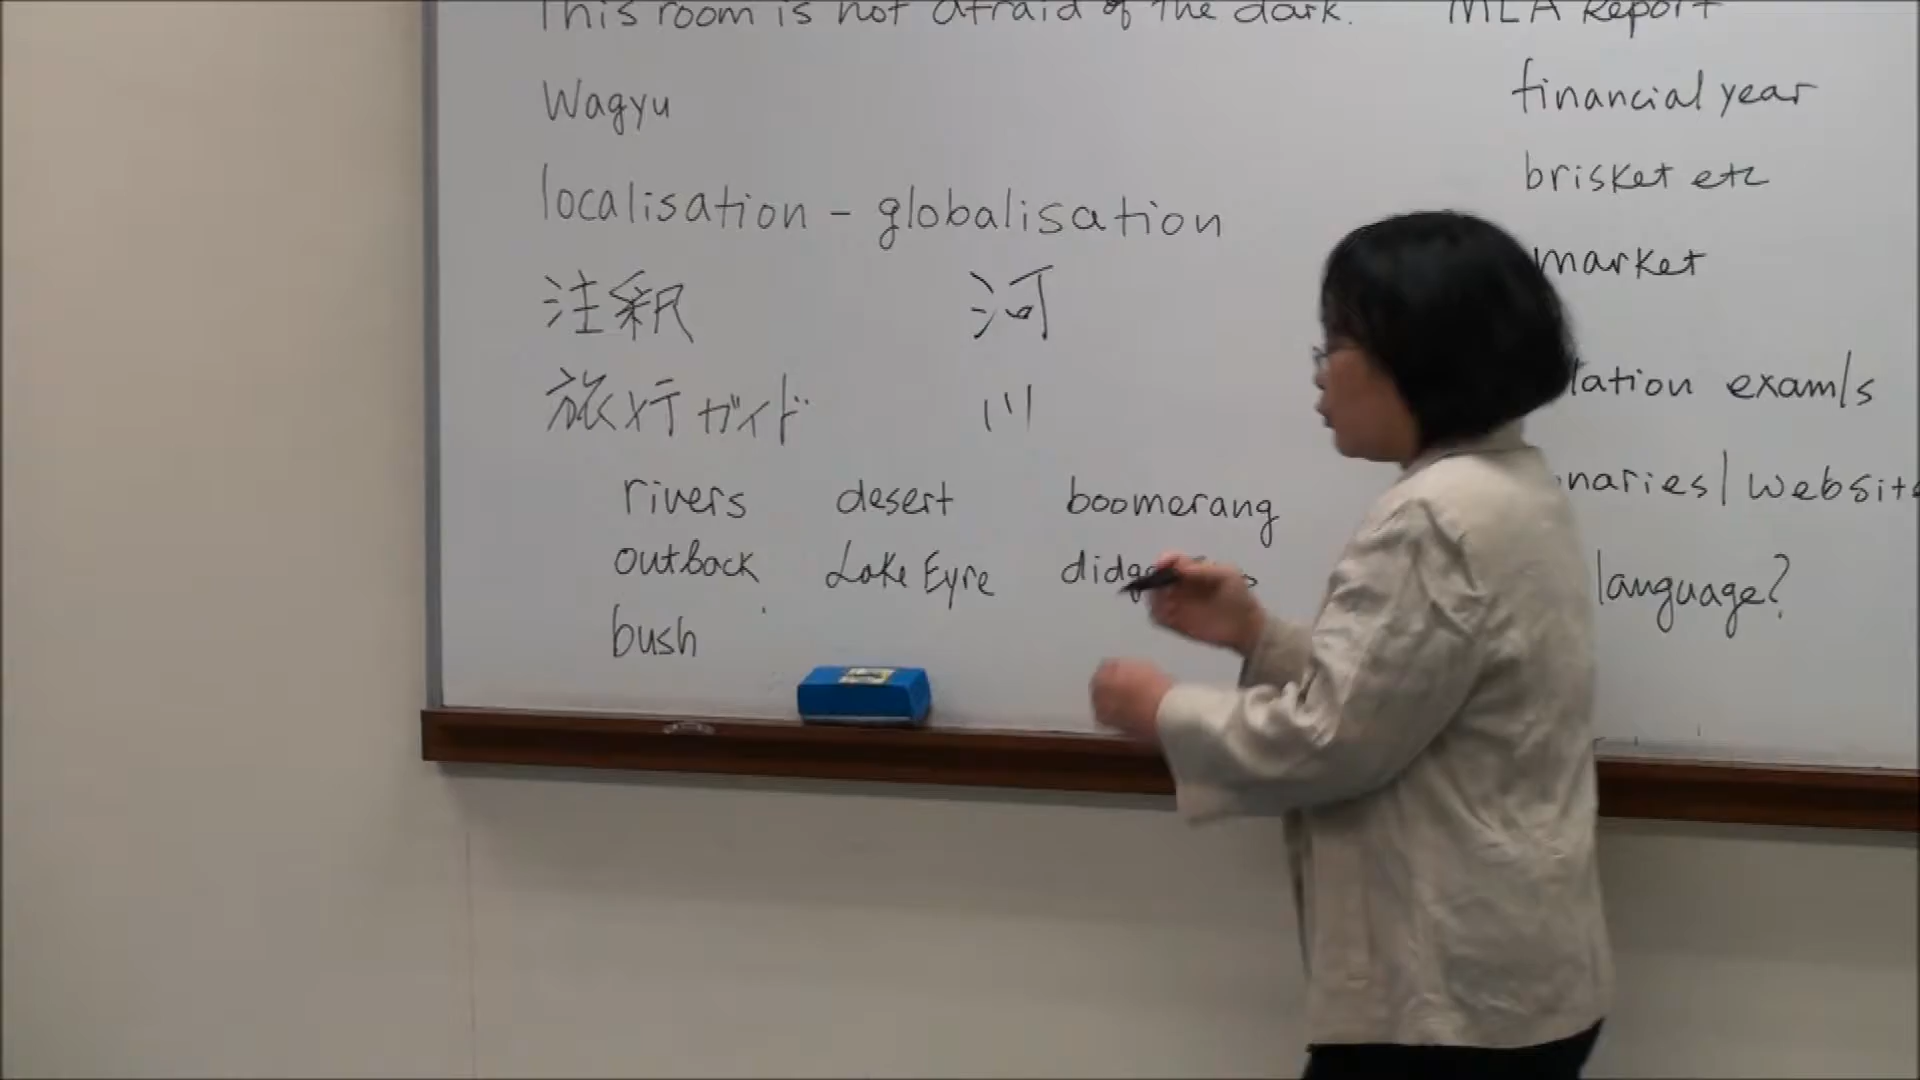 This room is not afraid of the dark.
Wagyu
localisation - globalisation
注釈 河
旅行ガイド 川
rivers desert boomerang
outback Lake Eyre
bush
MLA Report
financial year
brisket etc
market
exam/s
language?